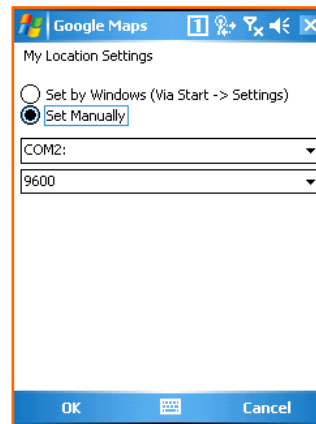 Google Maps 1
My Location Settings
Set by Windows (Via Start -> Settings)
Set Manually
COM2:
9600
OK Cancel